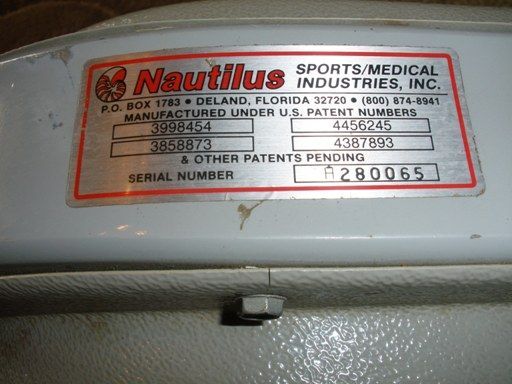 Nautilus SPORTS/MEDICAL
INDUSTRIES, INC.
P.O. BOX 1783 • DELAND, FLORIDA 32720 • (800) 874-8941
MANUFACTURED UNDER U.S. PATENT NUMBERS
3998454 4456245
3858873 4387893
& OTHER PATENTS PENDING
SERIAL NUMBER A280065